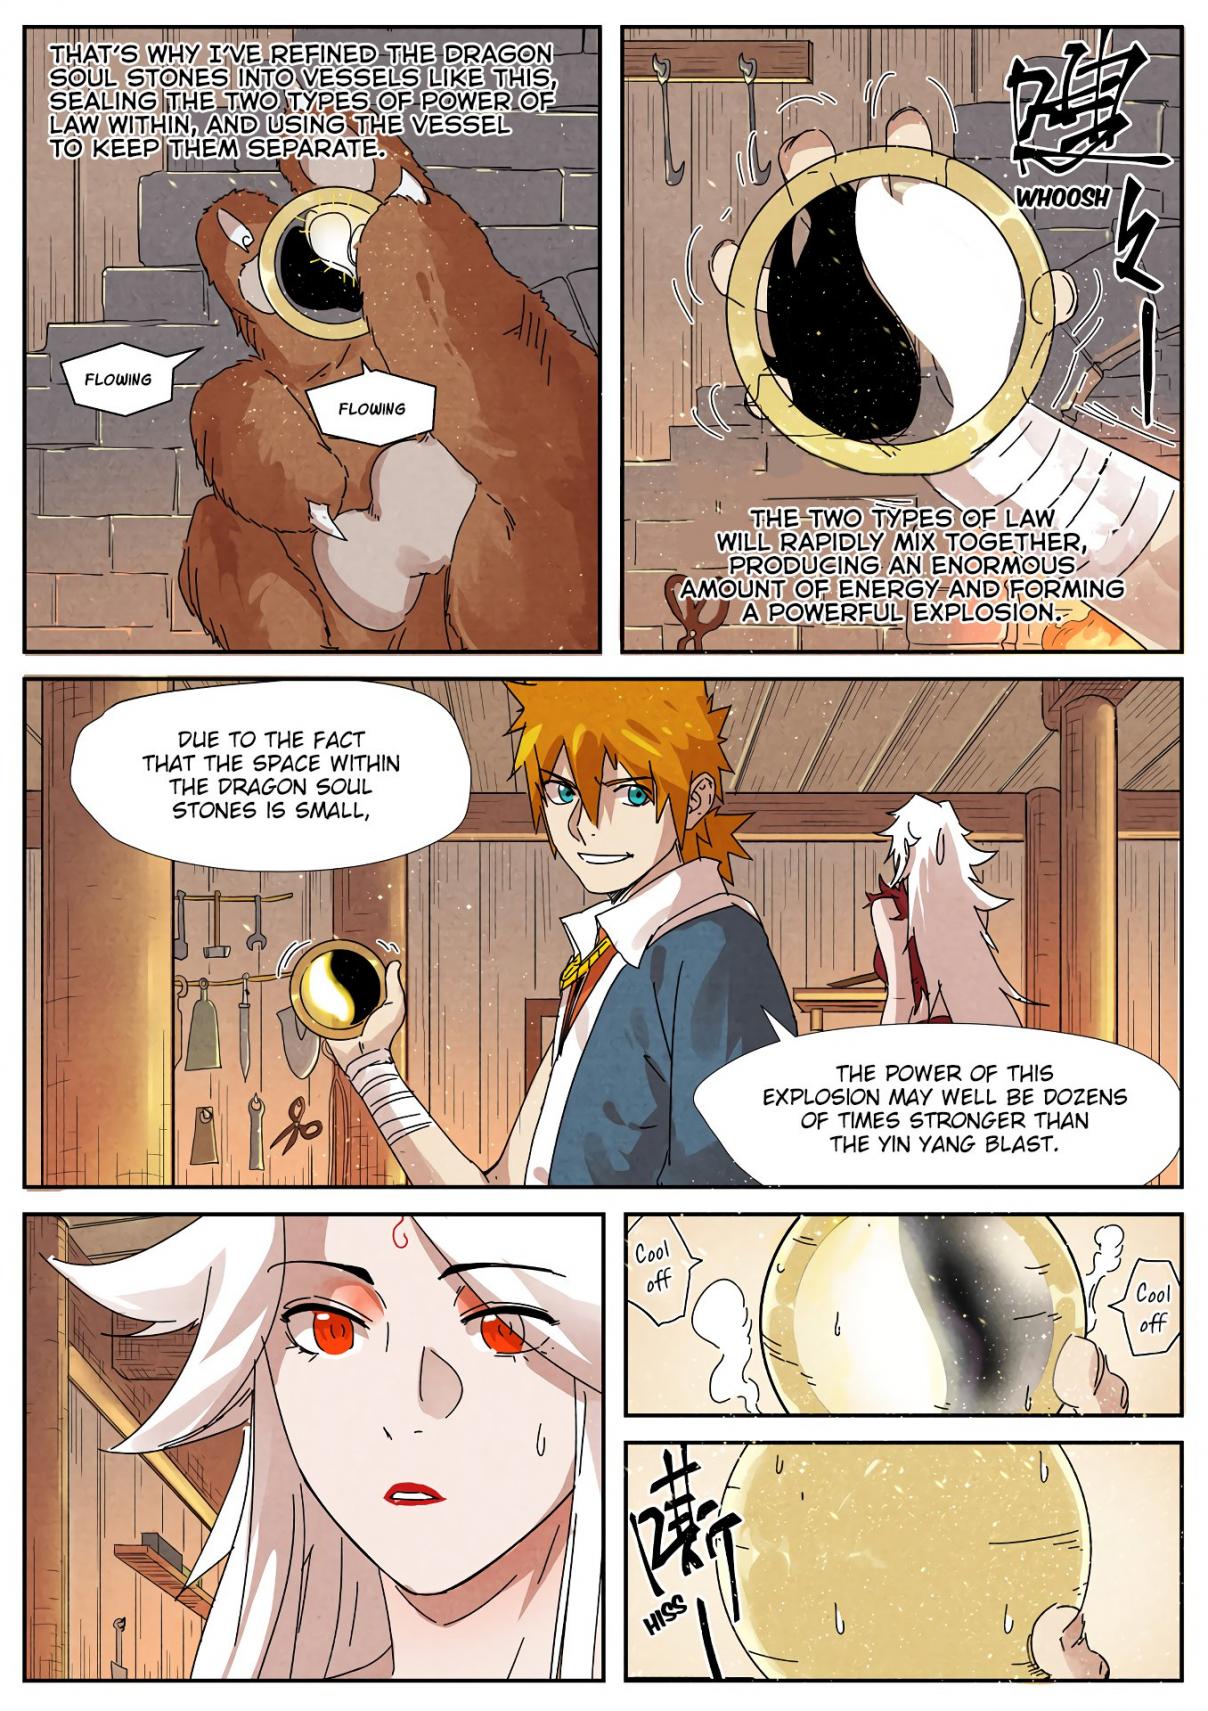 THAT'S WHY I'VE REFINED THE DRAGON
SOUL STONES INTO VESSELS LIKE THIS,
SEALING THE TWO TYPES OF POWER OF
LAW WITHIN, AND USING THE VESSEL
TO KEEP THEM SEPARATE.
FLOWING
FLOWING
WHOOSH
THE TWO TYPES OF LAW
WILL RAPIDLY MIX TOGETHER,
PRODUCING AN ENORMOUS
AMOUNT OF ENERGY AND FORMING
A POWERFUL EXPLOSION.
DUE TO THE FACT
THAT THE SPACE WITHIN
THE DRAGON SOUL
STONES IS SMALL,
THE POWER OF THIS
EXPLOSION MAY WELL BE DOZENS
OF TIMES STRONGER THAN
THE YIN YANG BLAST.
Cool
off
Cool
off
嘶
HISS